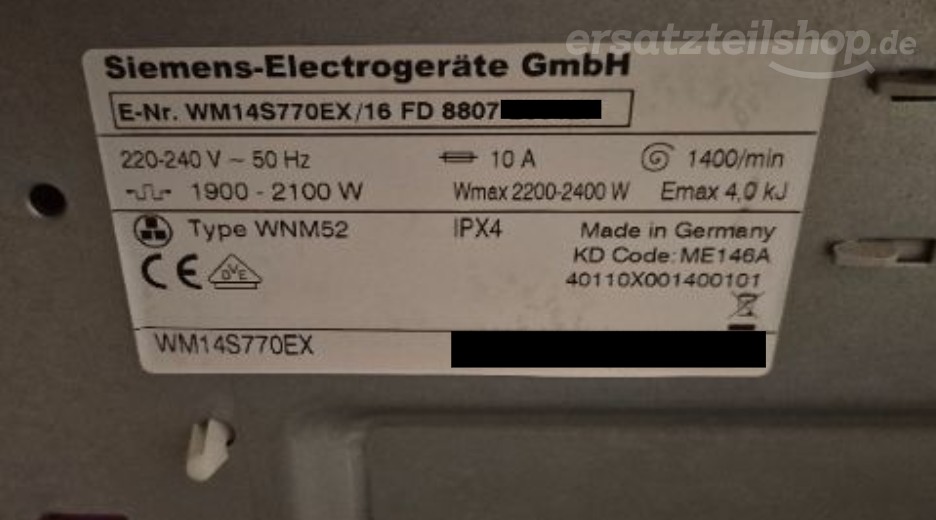 ersatzteilshop.de
Siemens-Electrogeräte GmbH
E-Nr. WM14S770EX/16 FD 8807
220-240 V ~ 50 Hz 10 A 1400/min
1900 - 2100 W Wmax 2200-2400 W Emax 4,0 kJ
Type WNM52 IPX4 Made in Germany
KD Code: ME146A
DVE
40110X001400101
WM14S770EX